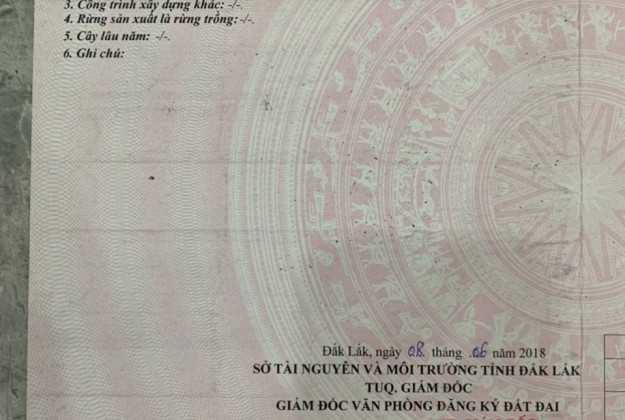 3. Công trình xây dựng khác: -/-.
4. Rừng sản xuất là rừng trồng: -/-.
5. Cây lâu năm: -/-.
6. Ghi chú:
Đắk Lắk, ngày 08 tháng 06 năm 2018
SỞ TÀI NGUYÊN VÀ MÔI TRƯỜNG TỈNH ĐẮK LẮK
TUQ. GIÁM ĐỐC
GIÁM ĐỐC VĂN PHÒNG ĐĂNG KÝ ĐẤT ĐAI